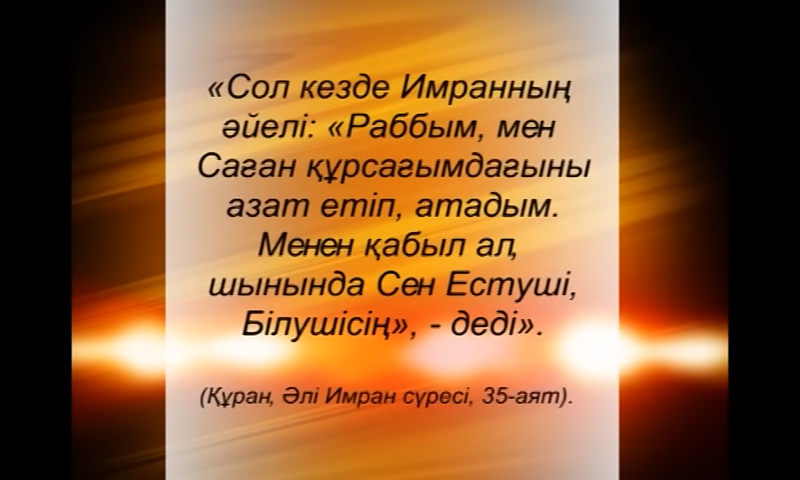 «Сол кезде Имранның
әйелі: «Раббым, мен
Саған құрсағымдағыны
азат етіп, атадым.
Менен қабыл ал,
шынында Сен Естуші,
Білушісің», - деді».
(Құран, Әлі Имран сүресі, 35-аят).